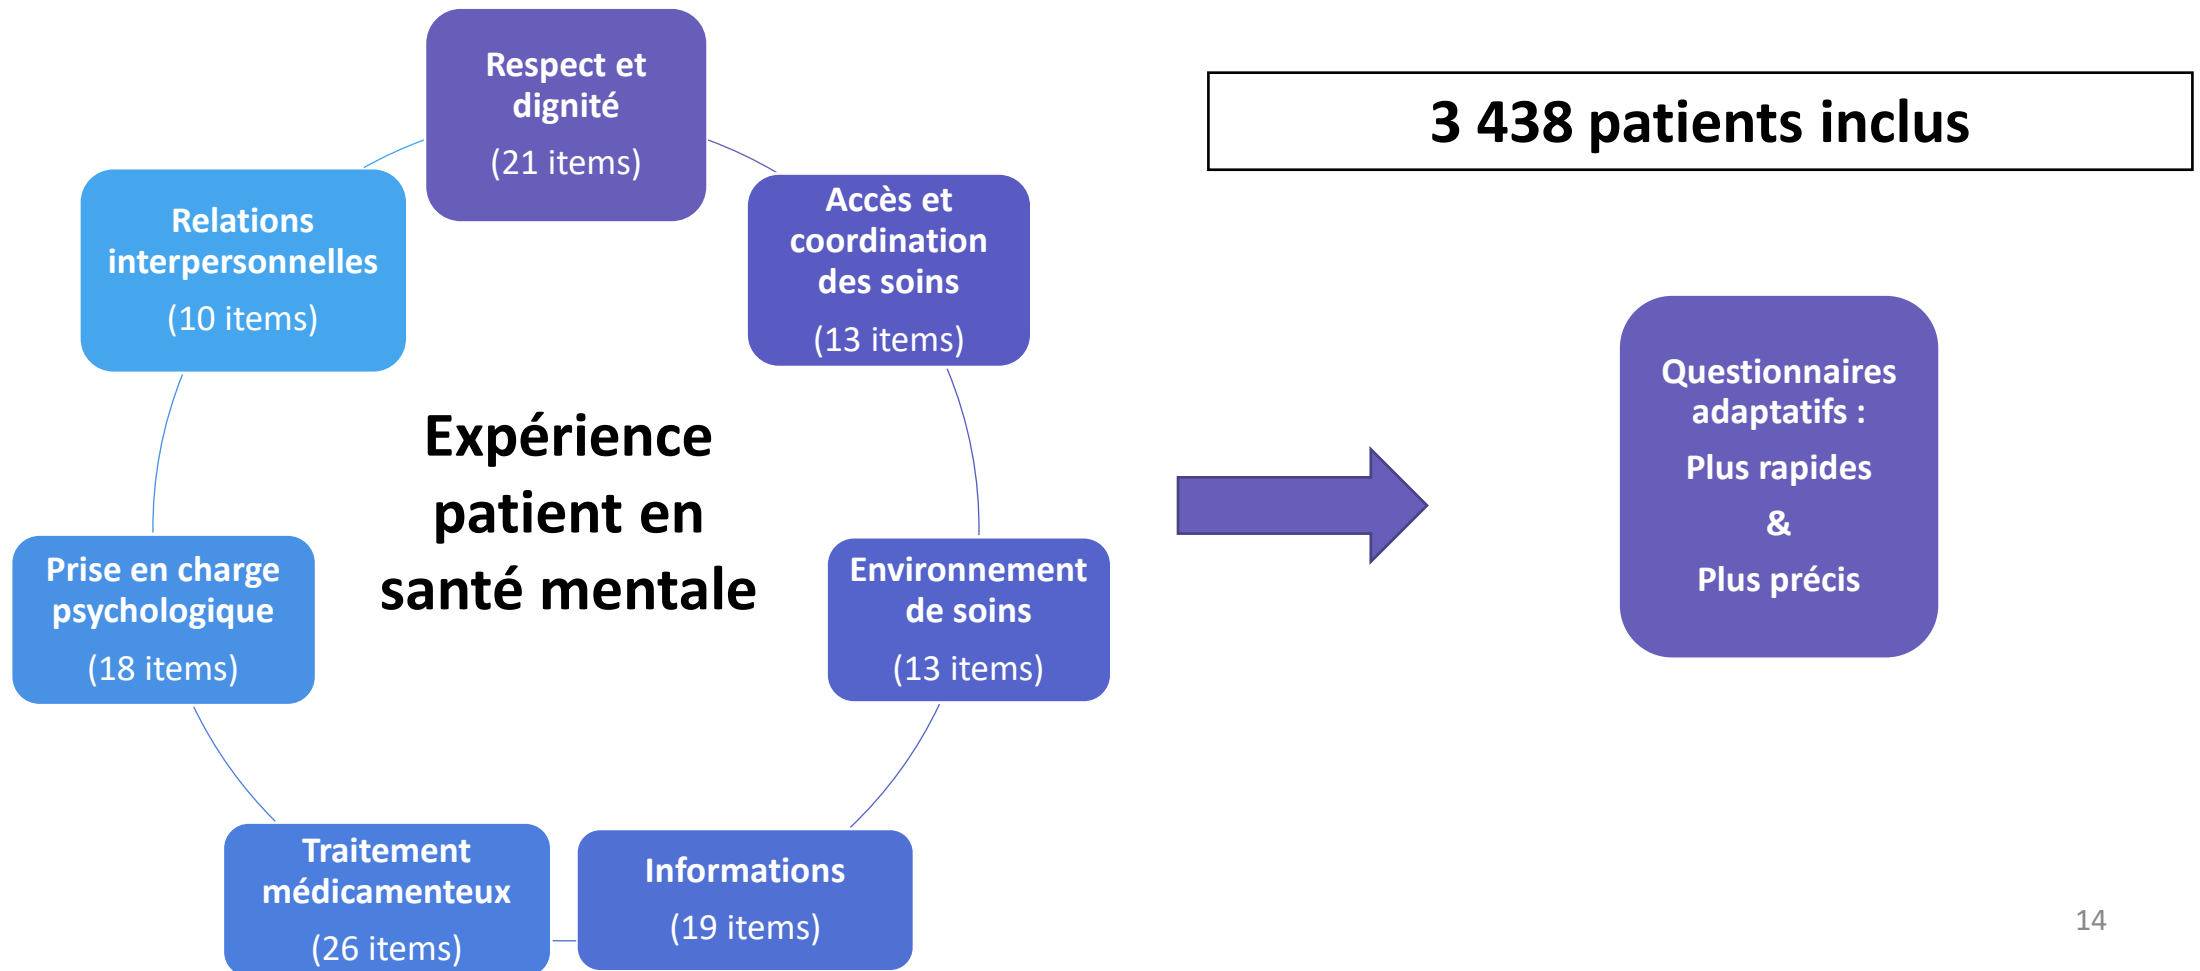 Respect et
dignité
(21 items)
Accès et
coordination
des soins
(13 items)
Environnement
de soins
(13 items)
Informations
(19 items)
Traitement
médicamenteux
(26 items)
Prise en charge
psychologique
(18 items)
Relations
interpersonnelles
(10 items)
Expérience
patient en
santé mentale
3 438 patients inclus
Questionnaires
adaptatifs :
Plus rapides
&
Plus précis
14